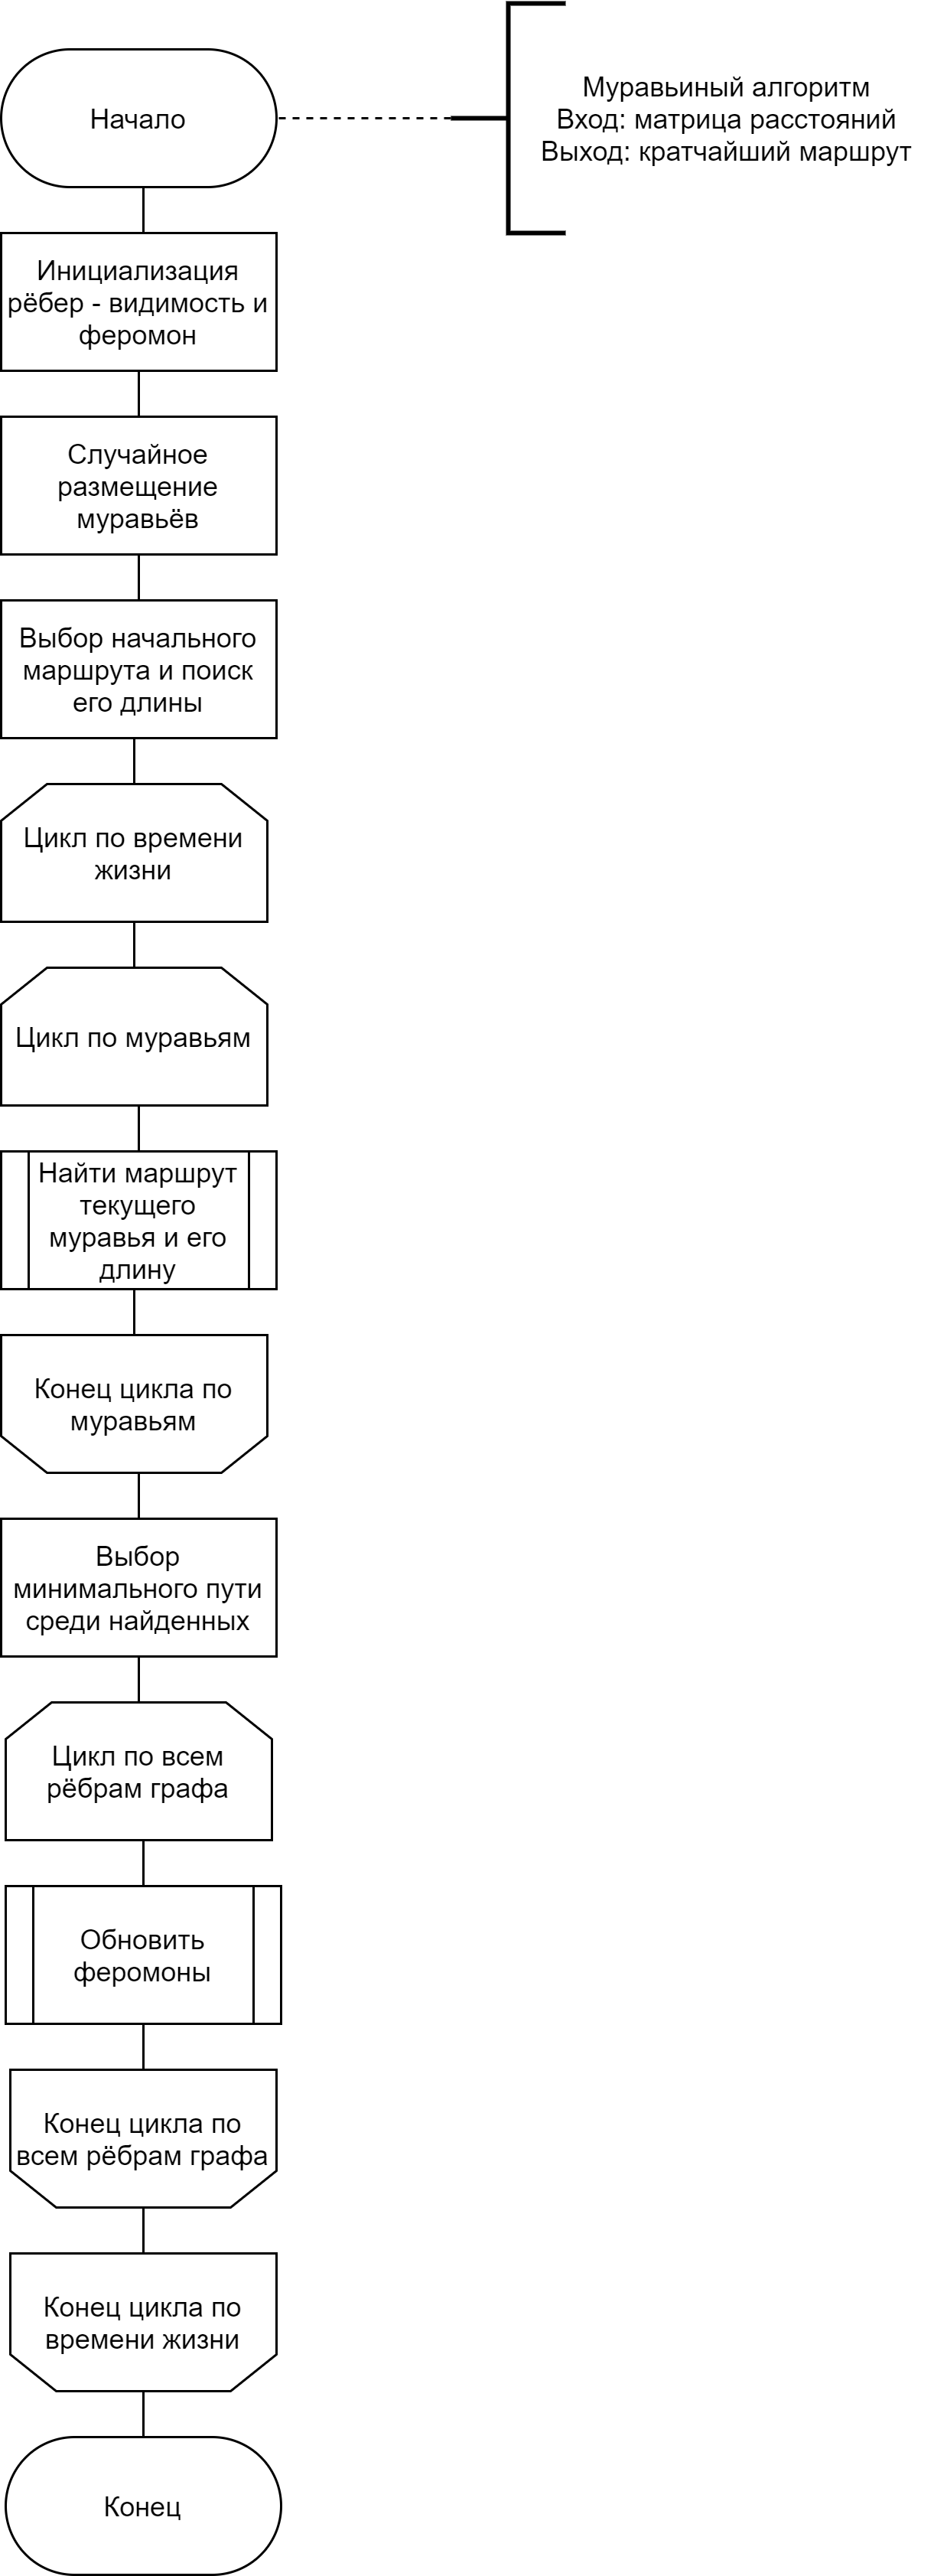 Начало
Муравьиный алгоритм
Вход: матрица расстояний
Выход: кратчайший маршрут
Инициализация
рёбер - видимость и
феромон
Случайное
размещение
муравьёв
Выбор начального
маршрута и поиск
его длины
Цикл по времени
жизни
Цикл по муравьям
Найти маршрут
текущего
муравья и его
длину
Конец цикла по
муравьям
Выбор
минимального пути
среди найденных
Цикл по всем
рёбрам графа
Обновить
феромоны
Конец цикла по
всем рёбрам графа
Конец цикла по
времени жизни
Конец